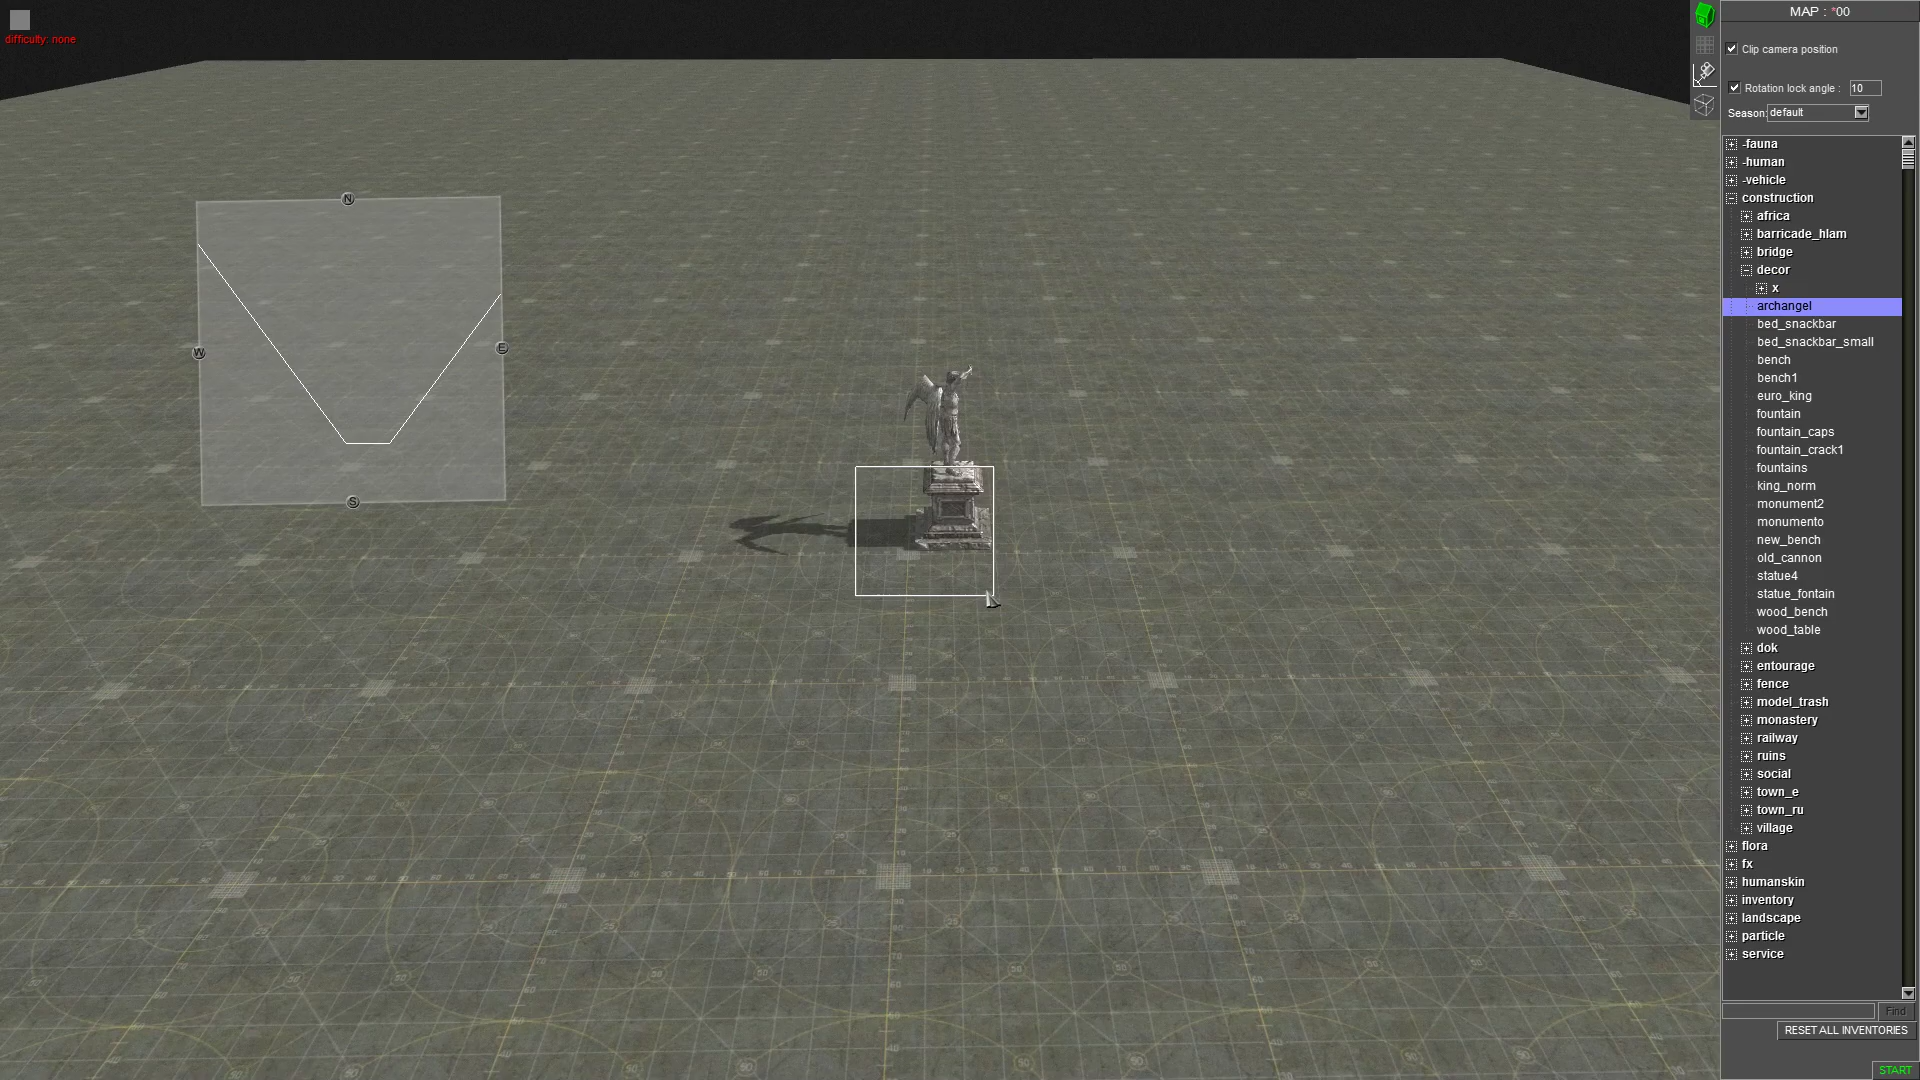 difficulty: none
N
W
E
S
MAP : *00
Clip camera position
Rotation lock angle : 10
Season: default
-fauna
-human
-vehicle
construction
africa
barricade_hlam
bridge
decor
x
archangel
bed_snackbar
bed_snackbar_small
bench
bench1
euro_king
fountain
fountain_caps
fountain_crack1
fountains
king_norm
monument2
monumento
new_bench
old_cannon
statue4
statue_fontain
wood_bench
wood_table
dok
entourage
fence
model_trash
monastery
railway
ruins
social
town_e
town_ru
village
flora
fx
humanskin
inventory
landscape
particle
service
Find
RESET ALL INVENTORIES
START